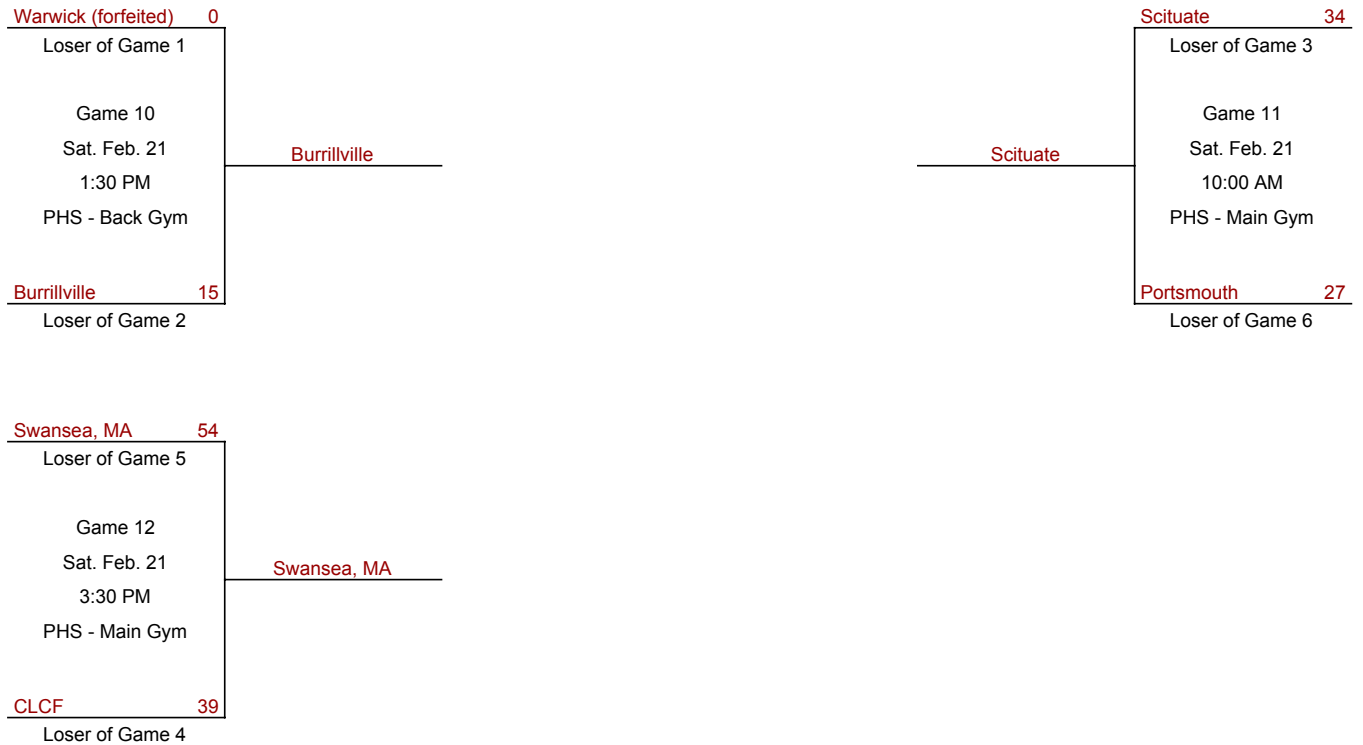 Warwick (forfeited) 0
Loser of Game 1
Game 10
Sat. Feb. 21
1:30 PM
PHS - Back Gym
Burrillville
Burrillville 15
Loser of Game 2
Scituate 34
Loser of Game 3
Game 11
Sat. Feb. 21
10:00 AM
PHS - Main Gym
Scituate
Portsmouth 27
Loser of Game 6
Swansea, MA 54
Loser of Game 5
Game 12
Sat. Feb. 21
3:30 PM
PHS - Main Gym
Swansea, MA
CLCF 39
Loser of Game 4